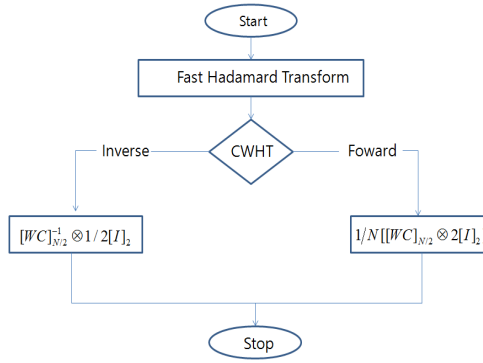 Start
Fast Hadamard Transform
Inverse
CWHT
Foward
[WC]_{N/2}^{-1} ⊗ 1/2[I]_2
1/N[[WC]_{N/2} ⊗ 2[I]_2
Stop